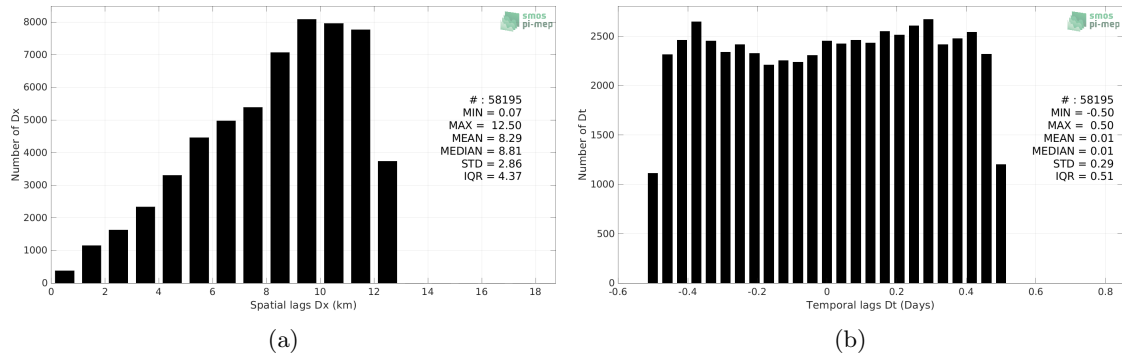 8000
7000
6000
5000
4000
3000
2000
1000
0
Number of Dx
0 2 4 6 8 10 12 14 16 18
Spatial lags Dx (km)
smos
pi-mep
# : 58195
MIN = 0.07
MAX = 12.50
MEAN = 8.29
MEDIAN = 8.81
STD = 2.86
IQR = 4.37
(a)
2500
2000
1500
1000
500
0
Number of Dt
-0.6 -0.4 -0.2 0 0.2 0.4 0.6 0.8
Temporal lags Dt (Days)
smos
pi-mep
# : 58195
MIN = -0.50
MAX = 0.50
MEAN = 0.01
MEDIAN = 0.01
STD = 0.29
IQR = 0.51
(b)